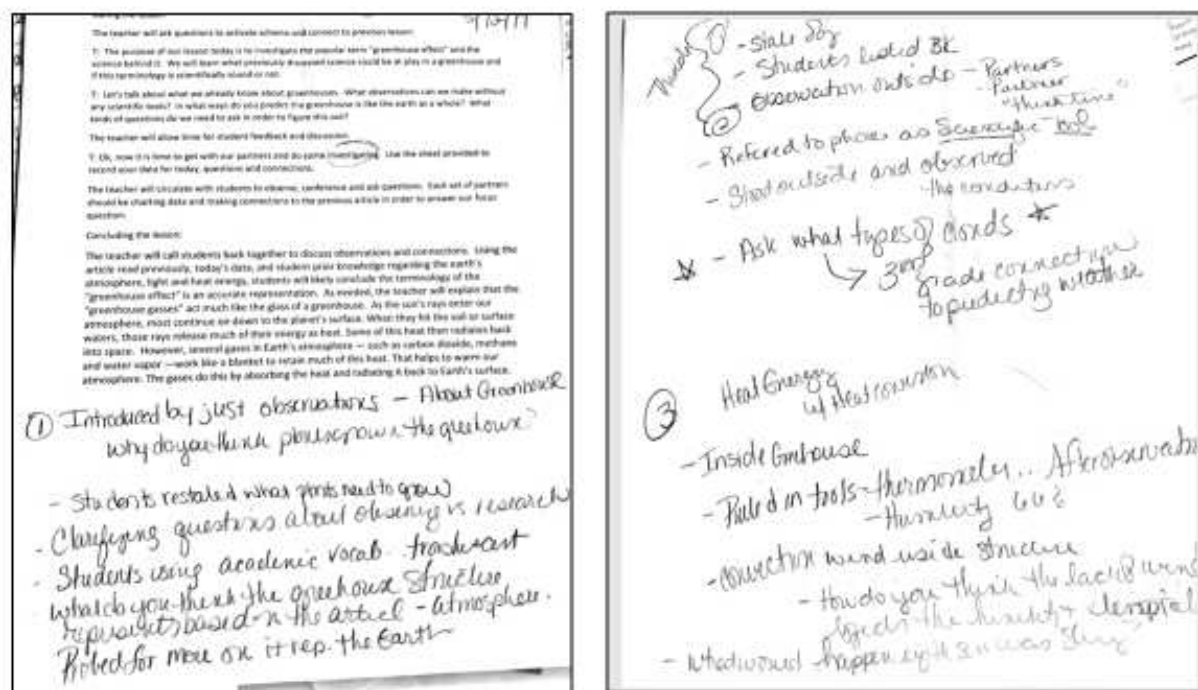 The teacher will ask questions to activate schema and connect to previous lesson.
T: The purpose of our lesson today is to investigate the popular term "greenhouse effect" and the
science behind it. We will learn what previously discussed science could be at play in a greenhouse and
if this terminology is scientifically sound or not.
T: Let's talk about what we already know about greenhouses. What observations can we make without
any scientific tools? In what ways do you predict the greenhouse is like the earth as a whole? What
kinds of questions do we need to ask in order to figure this out?
The teacher will allow time for student feedback and discussion.
T: Ok, now it is time to get with our partners and do some investigating. Use the sheet provided to
record your data for today, questions and connections.
The teacher will circulate with students to observe, conference and ask questions. Each set of partners
should be charting data and making connections to the previous article in order to answer our focus
question.
Concluding the lesson:
The teacher will call students back together to discuss observations and connections. Using the
article read previously, today's data, and student prior knowledge regarding the earth's
atmosphere, light and heat energy, students will likely conclude the terminology of the
"greenhouse effect" is an accurate representation. As needed, the teacher will explain that the
"greenhouse gasses" act much like the glass of a greenhouse. As the sun's rays enter our
atmosphere, most continue on down to the planet's surface. When they hit the soil or surface
waters, those rays release much of their energy as heat. Some of this heat then radiates back
into space. However, several gases in Earth's atmosphere — such as carbon dioxide, methane
and water vapor —work like a blanket to retain much of this heat. That helps to warm our
atmosphere. The gases do this by absorbing the heat and radiating it back to Earth's surface.
① Introduced by just observations - About Greenhouse
why do you think plants grow in the greenhouse?
- Students restated what plants need to grow
- Clarifying questions about observing vs research
- Students using academic vocab
- what do you think the greenhouse structure
represents based on the article - atmosphere.
Probed for more on it rep. the Earth
- Students listed BK
② Observation outside - Partners
- Partner
"think time"
- Refered to phones as Scientific tool
- Stood outside and observed
the conditions
- Ask what types of clouds
3rd grade connection
to predicting weather
③ Heat Energy
w/ Heat
- Inside Greenhouse
- Pulled in tools - thermometer.. After observation
- Humidity 66%
- convection wind inside structure
- How do you think the lack of wind
- What would happen